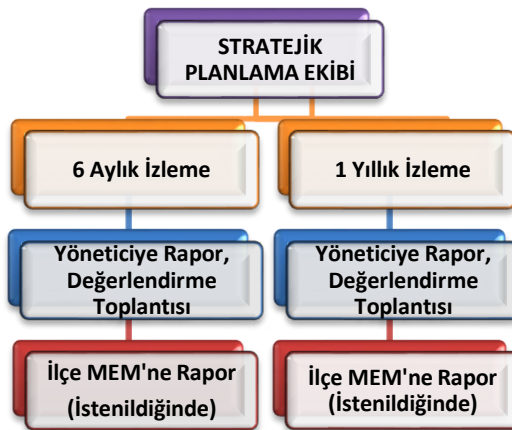 STRATEJİK
PLANLAMA EKİBİ
6 Aylık İzleme
1 Yıllık İzleme
Yöneticiye Rapor,
Değerlendirme
Toplantısı
Yöneticiye Rapor,
Değerlendirme
Toplantısı
İlçe MEM'ne Rapor
(İstenildiğinde)
İlçe MEM'ne Rapor
(İstenildiğinde)